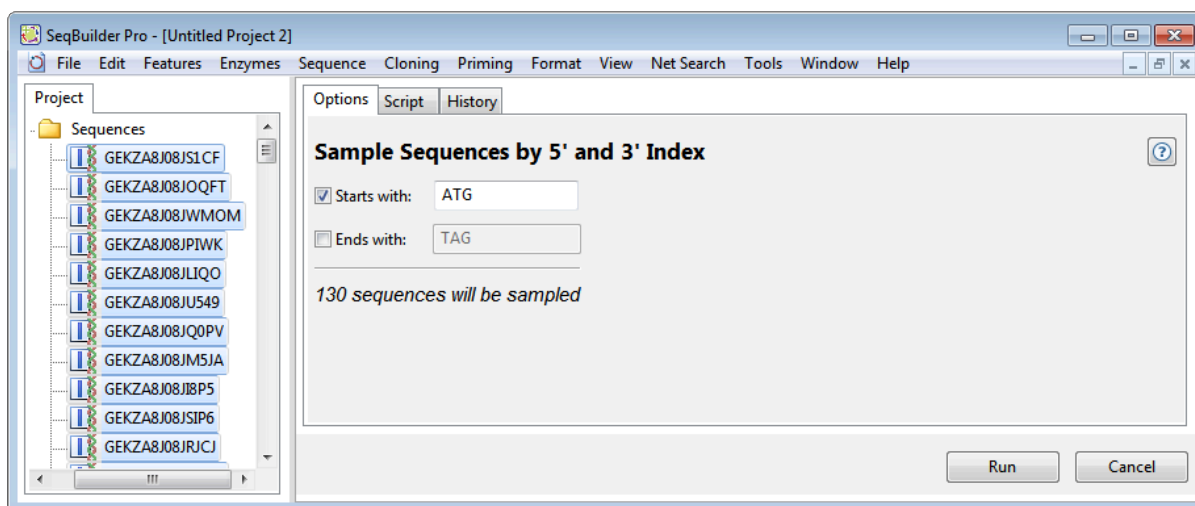 SeqBuilder Pro - [Untitled Project 2]
File Edit Features Enzymes Sequence Cloning Priming Format View Net Search Tools Window Help
Project
Sequences
GEKZA8J08JS1CF
GEKZA8J08JOQFT
GEKZA8J08JWMOM
GEKZA8J08JPIWK
GEKZA8J08JLIQO
GEKZA8J08JU549
GEKZA8J08JQ0PV
GEKZA8J08JM5JA
GEKZA8J08JI8P5
GEKZA8J08JSIP6
GEKZA8J08JRJCJ
Options Script History
Sample Sequences by 5' and 3' Index
Starts with: ATG
Ends with: TAG
130 sequences will be sampled
Run Cancel